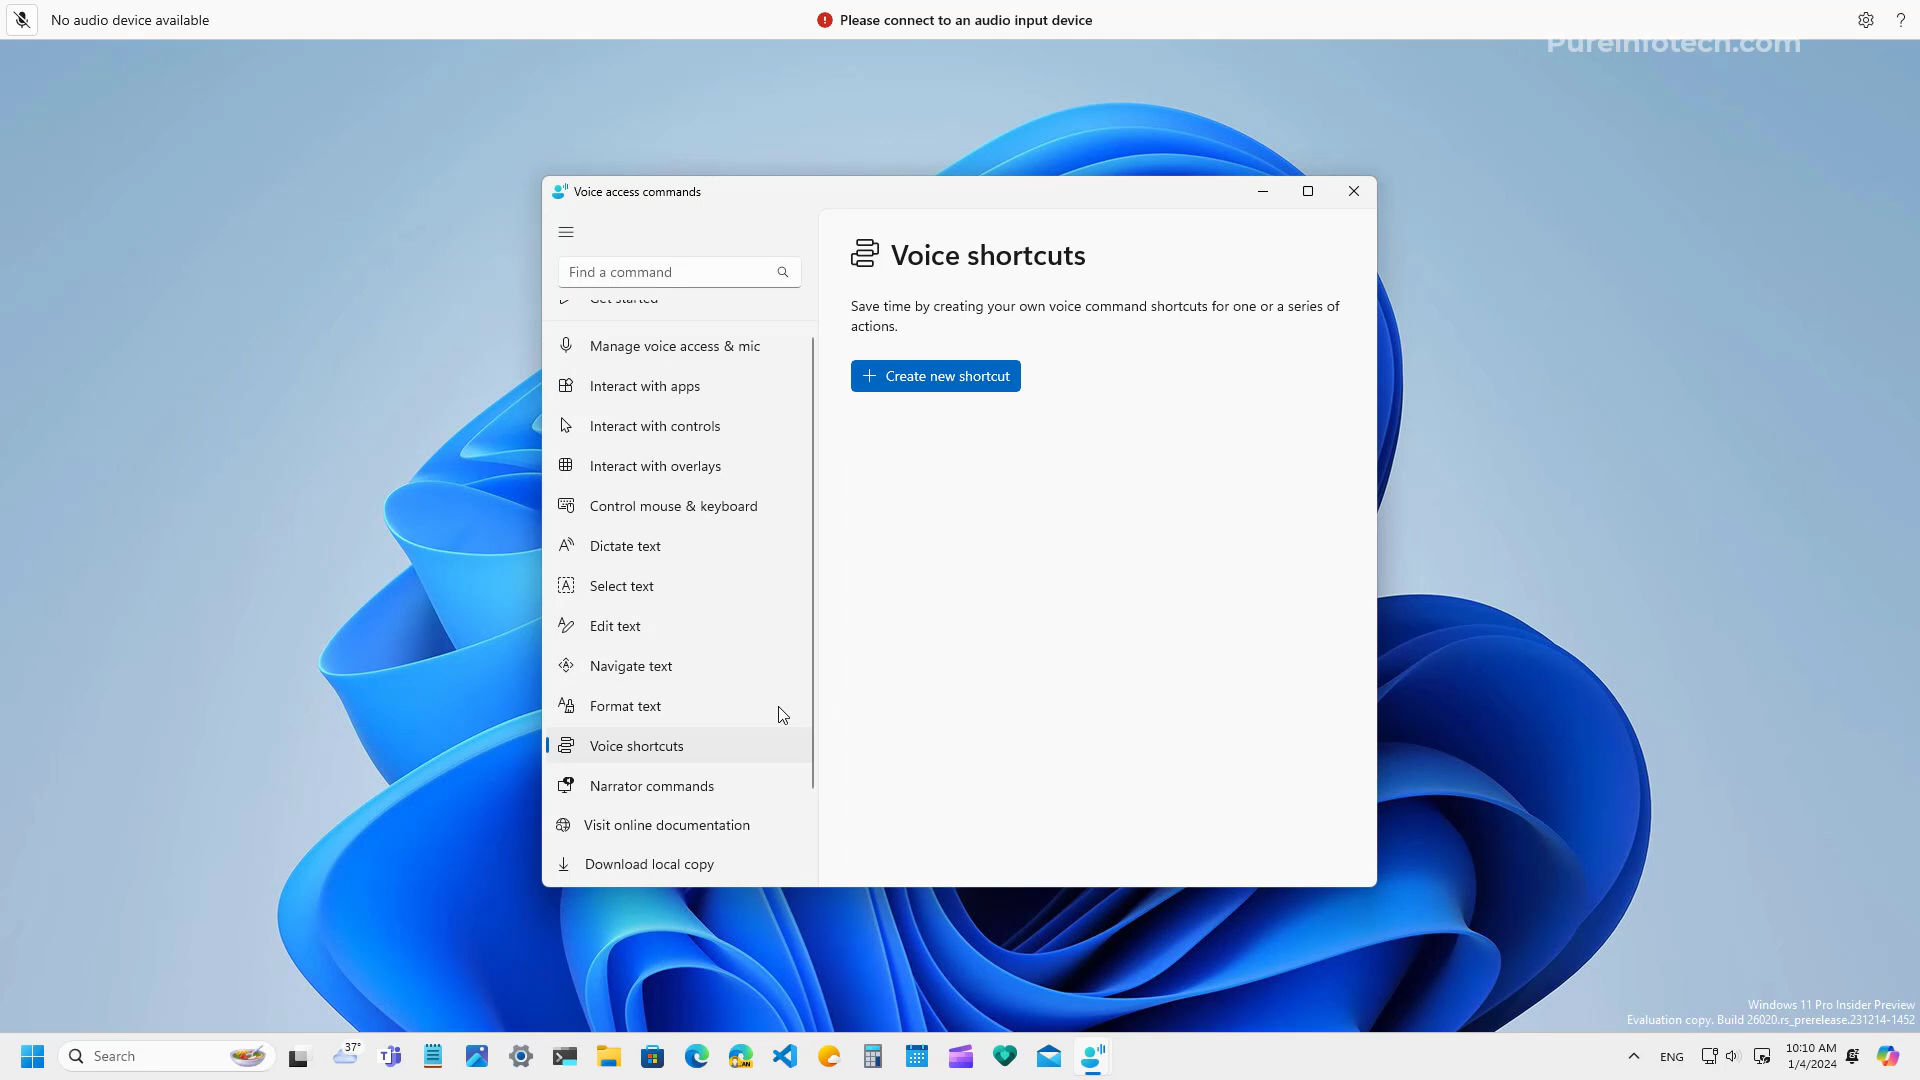 No audio device available
Please connect to an audio input device
?
Pureinfotech.com
Voice access commands
Find a command
Get started
Manage voice access & mic
Interact with apps
Interact with controls
Interact with overlays
Control mouse & keyboard
Dictate text
Select text
Edit text
Navigate text
Format text
Voice shortcuts
Narrator commands
Visit online documentation
Download local copy
Voice shortcuts
Save time by creating your own voice command shortcuts for one or a series of
actions.
Create new shortcut
Windows 11 Pro Insider Preview
Evaluation copy. Build 26020.rs_prerelease.231214-1452
Search
37°
ENG
10:10 AM
1/4/2024